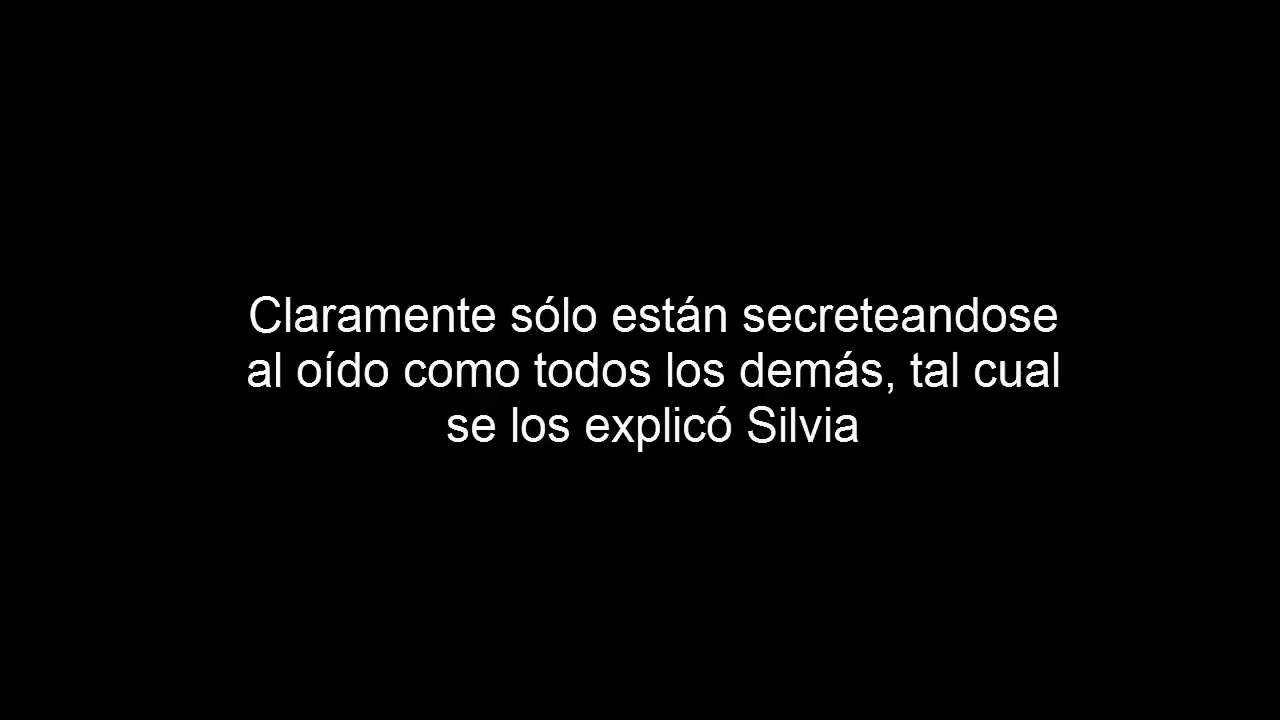 Claramente sólo están secreteandose
al oído como todos los demás, tal cual
se los explicó Silvia